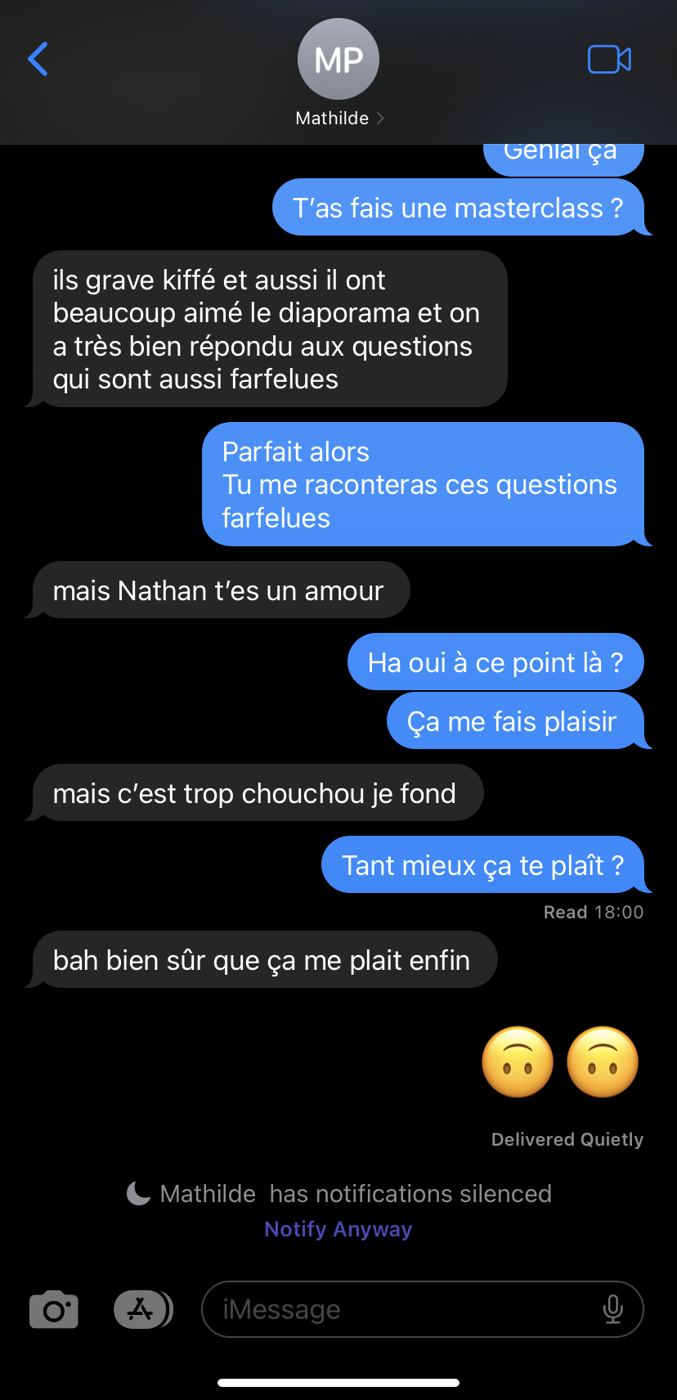 MP
Mathilde
Génial ça
T'as fais une masterclass ?
ils grave kiffé et aussi il ont
beaucoup aimé le diaporama et on
a très bien répondu aux questions
qui sont aussi farfelues
Parfait alors
Tu me raconteras ces questions
farfelues
mais Nathan t'es un amour
Ha oui à ce point là ?
Ça me fais plaisir
mais c'est trop chouchou je fond
Tant mieux ça te plaît ?
Read 18:00
bah bien sûr que ça me plait enfin
🙃🙃
Delivered Quietly
Mathilde has notifications silenced
Notify Anyway
iMessage